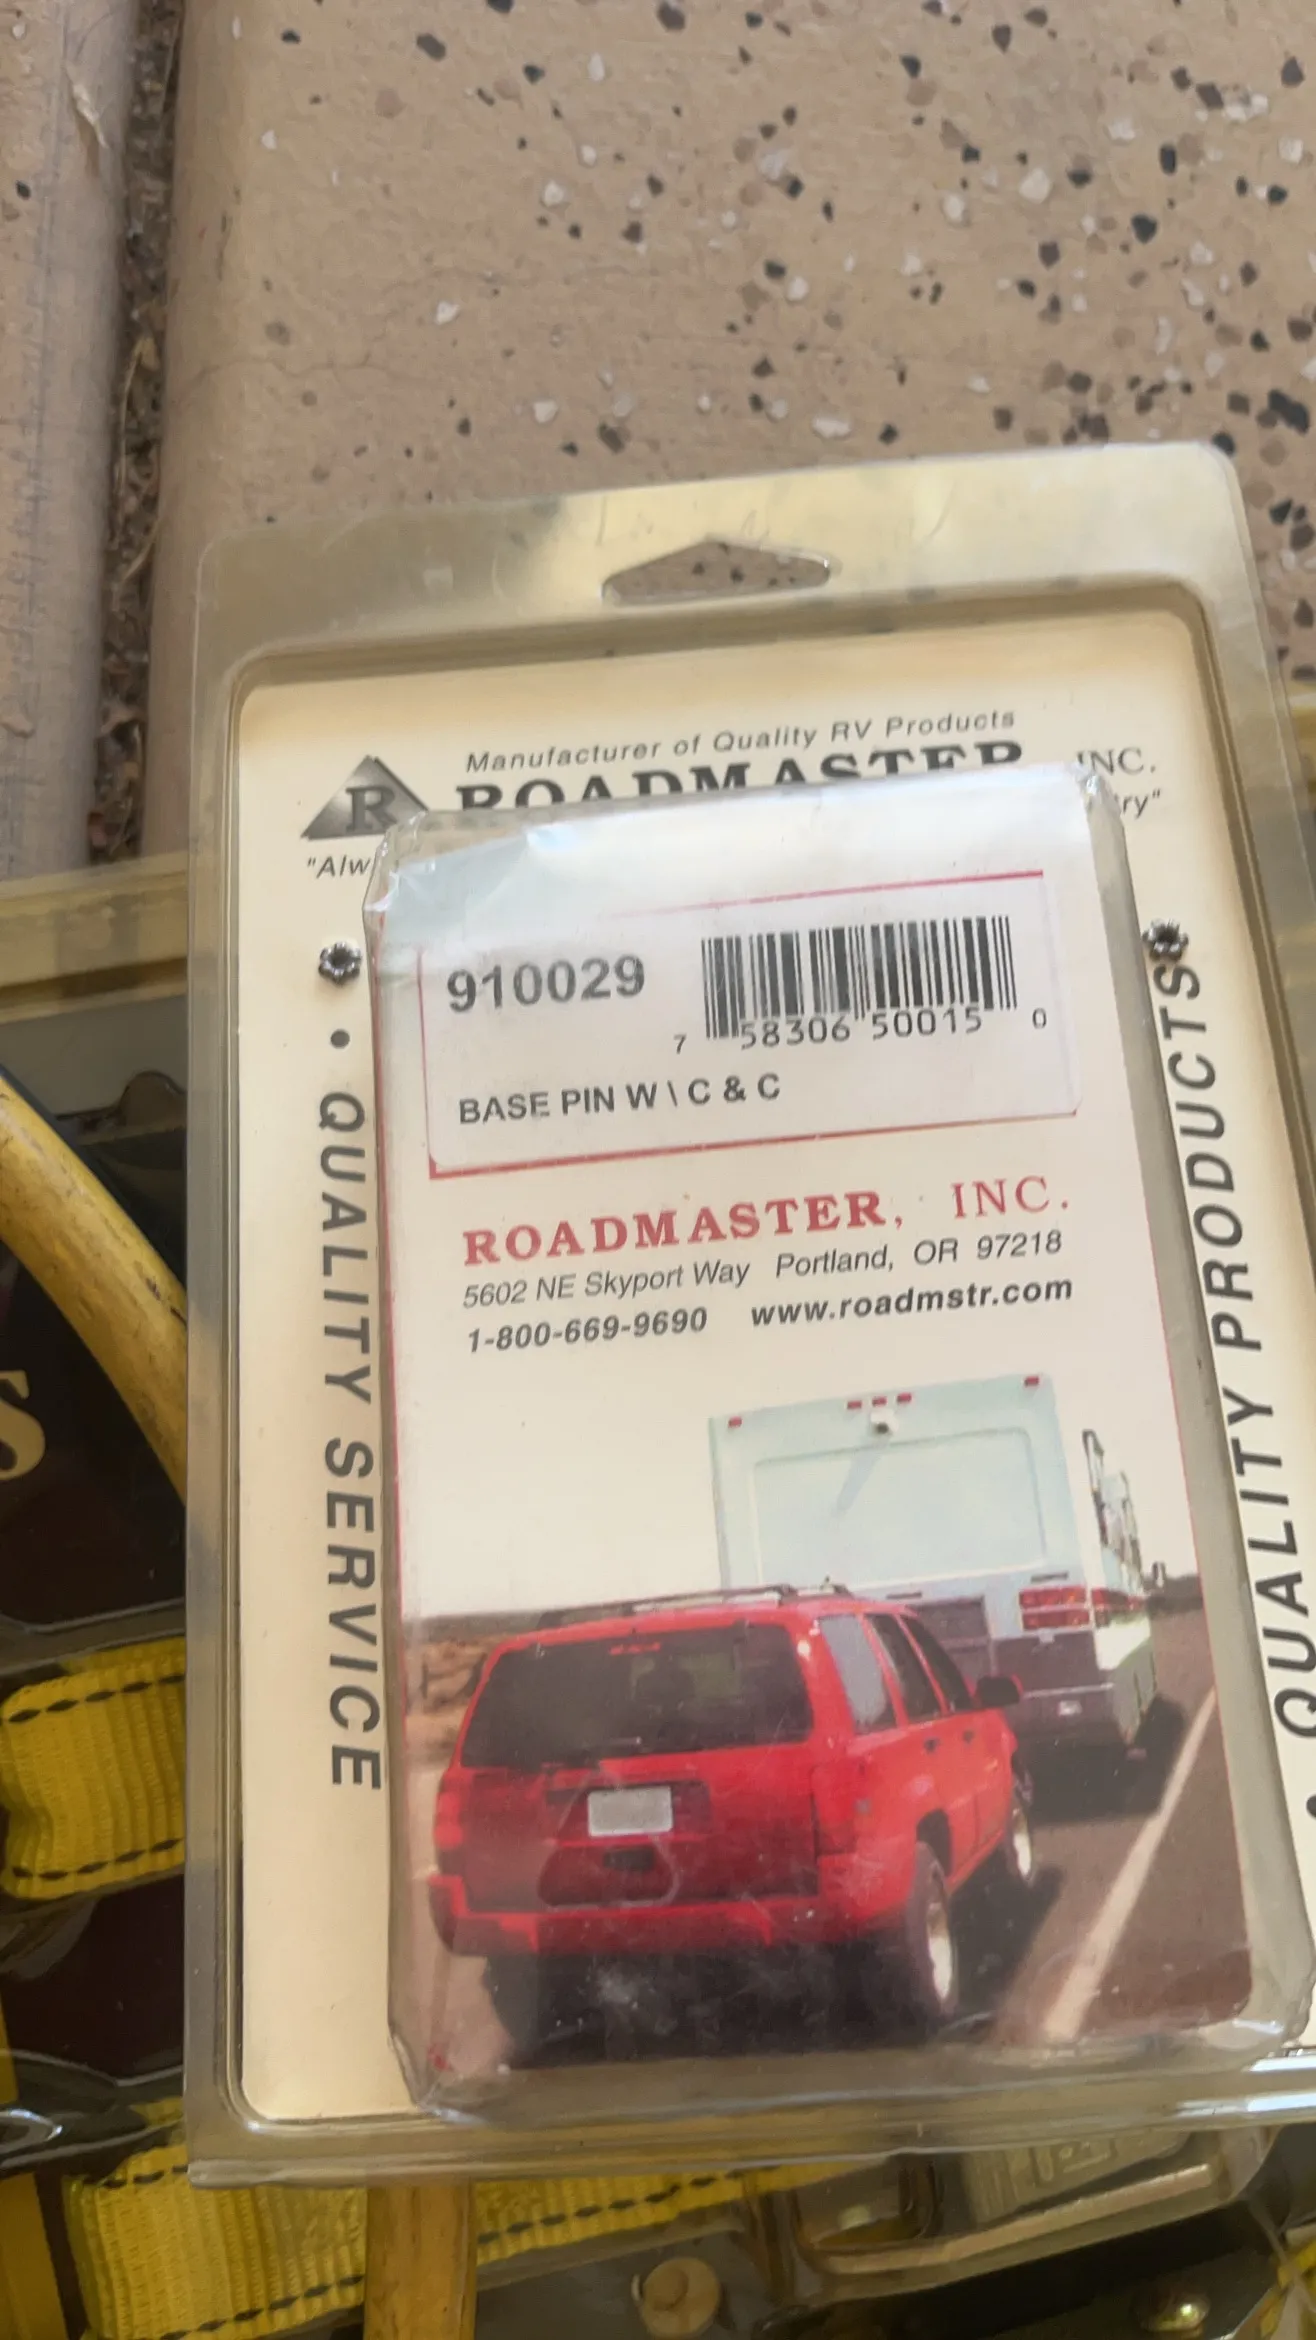 Manufacturer of Quality RV Products
R ROADMASTER INC.
"Alw
910029
7 58306 50015 0
BASE PIN W \ C & C
ROADMASTER, INC.
5602 NE Skyport Way Portland, OR 97218
1-800-669-9690 www.roadmstr.com
• QUALITY SERVICE
• QUALITY PRODUCTS
S